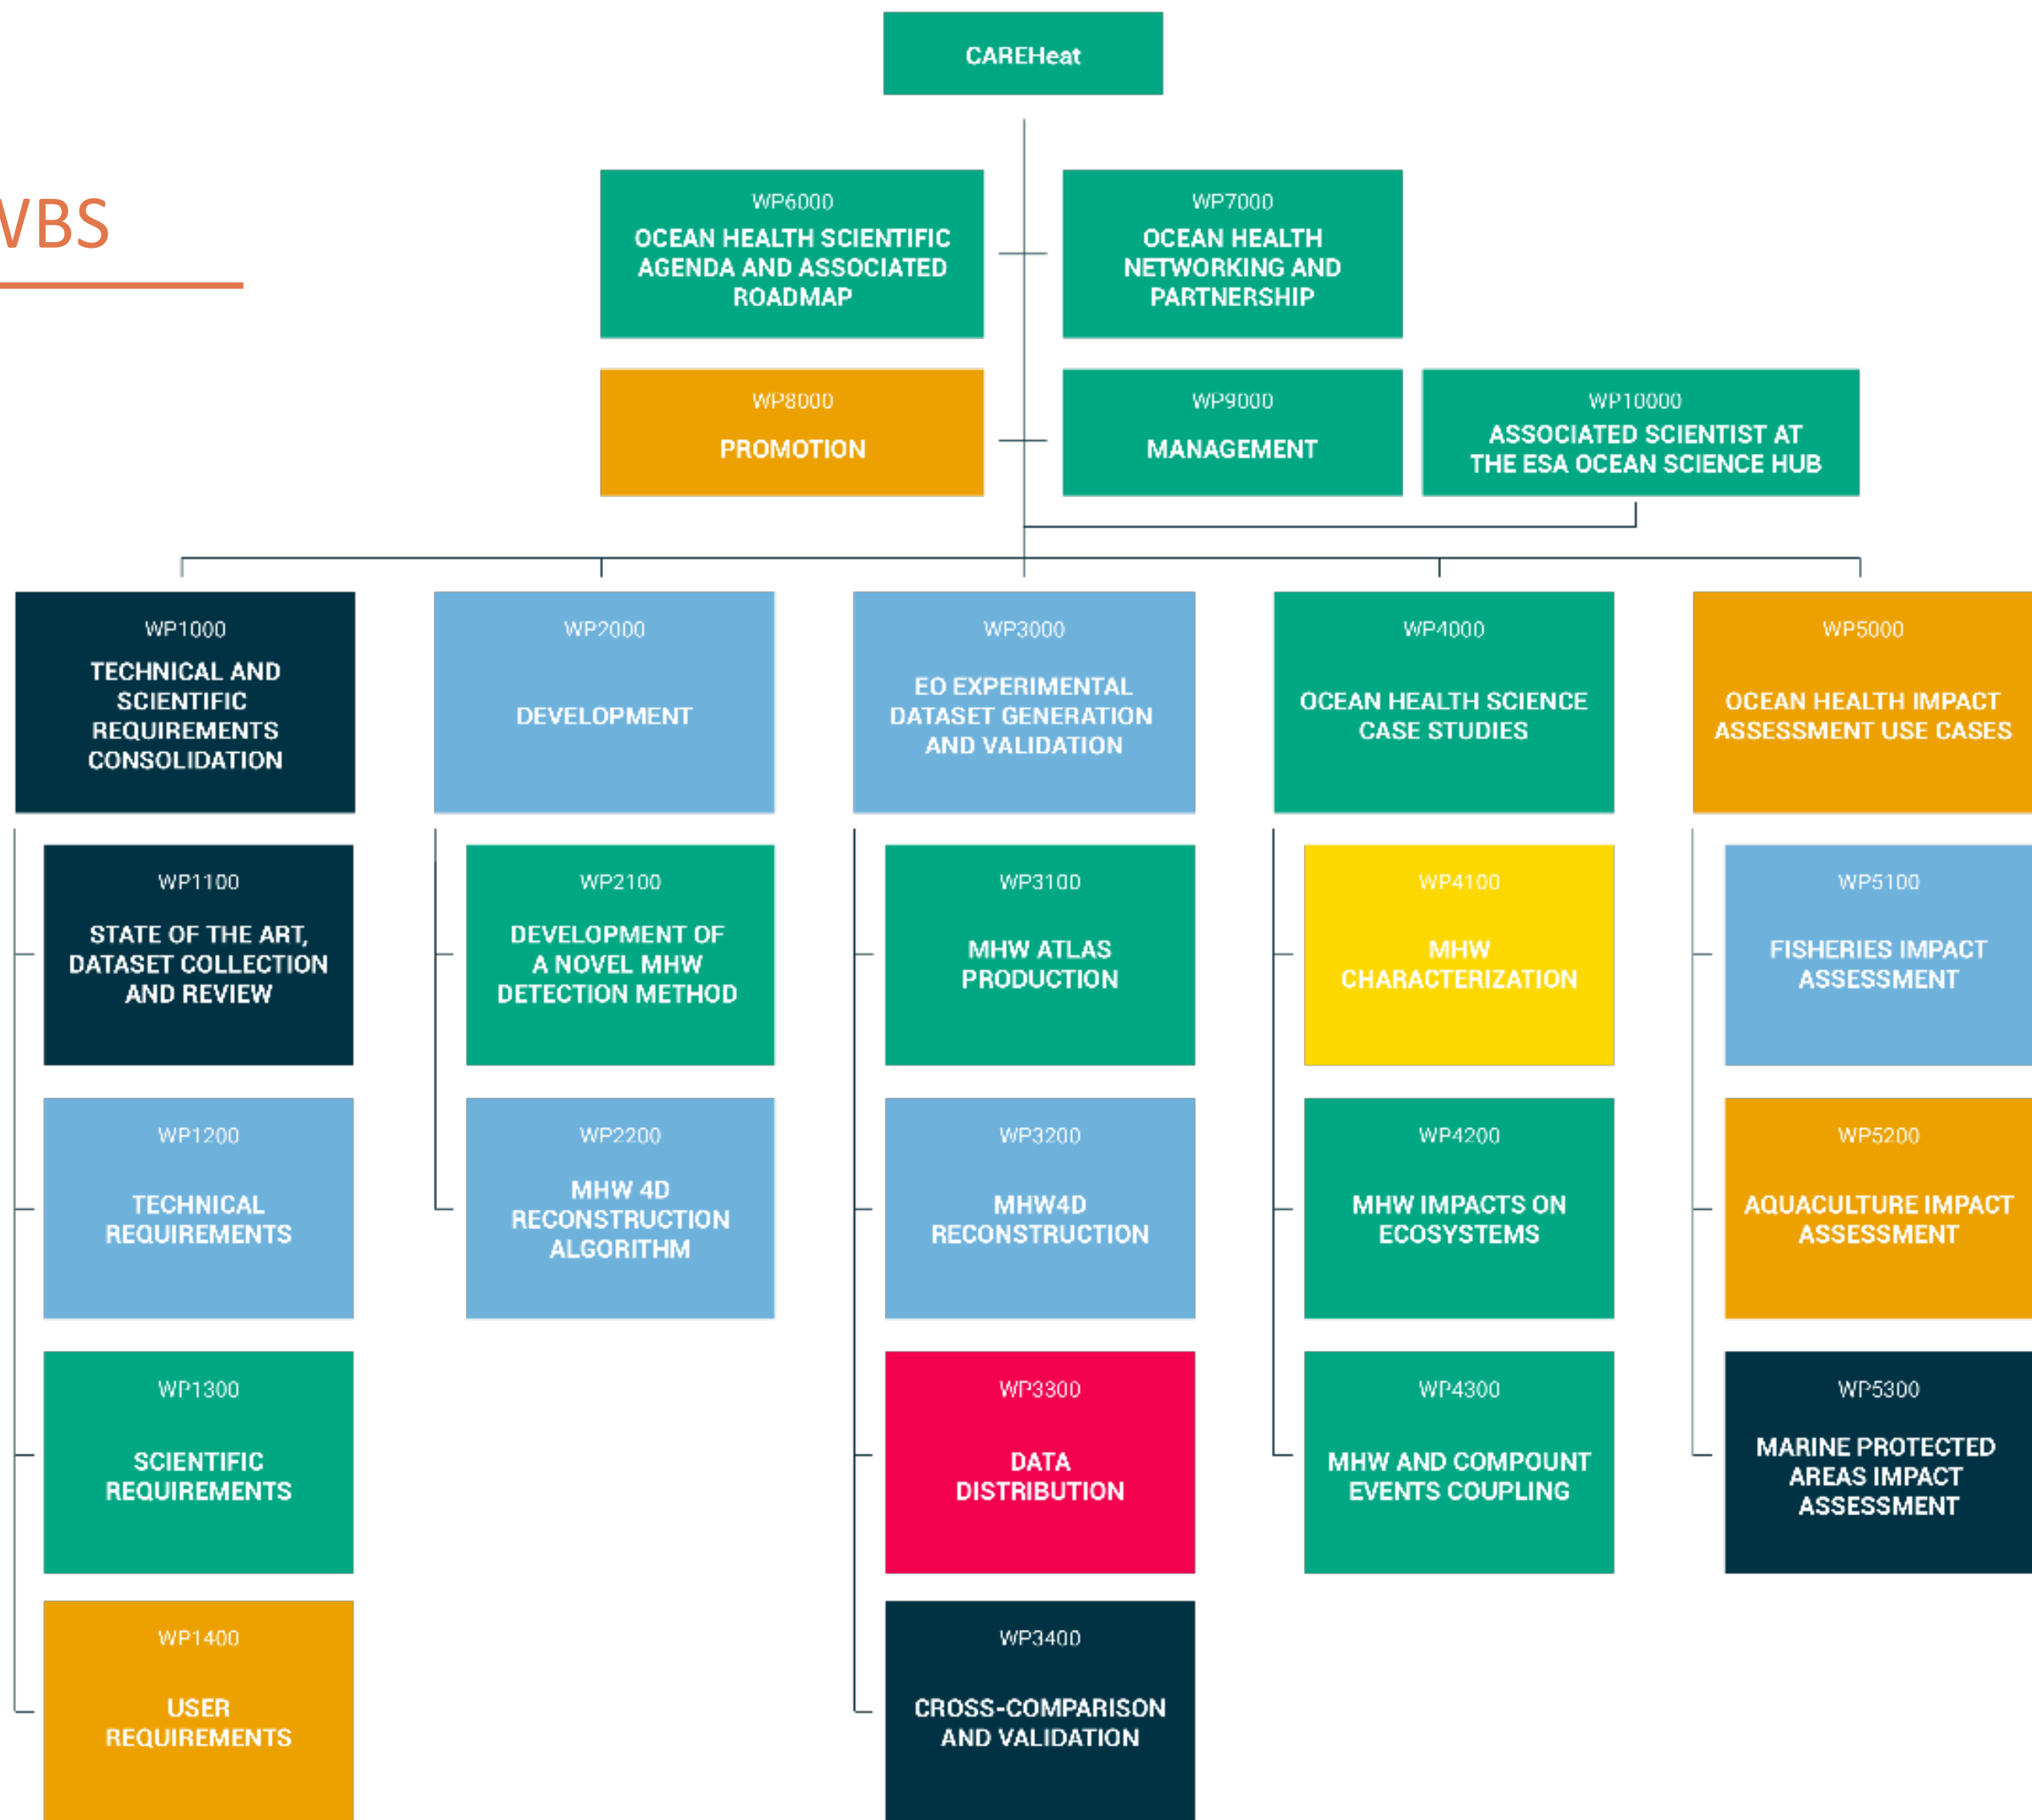 CAREHeat
WBS
WP6000
OCEAN HEALTH SCIENTIFIC
AGENDA AND ASSOCIATED
ROADMAP
WP7000
OCEAN HEALTH
NETWORKING AND
PARTNERSHIP
WP8000
PROMOTION
WP9000
MANAGEMENT
WP10000
ASSOCIATED SCIENTIST AT
THE ESA OCEAN SCIENCE HUB
WP1000
TECHNICAL AND
SCIENTIFIC
REQUIREMENTS
CONSOLIDATION
WP2000
DEVELOPMENT
WP3000
EO EXPERIMENTAL
DATASET GENERATION
AND VALIDATION
WP4000
OCEAN HEALTH SCIENCE
CASE STUDIES
WP5000
OCEAN HEALTH IMPACT
ASSESSMENT USE CASES
WP1100
STATE OF THE ART,
DATASET COLLECTION
AND REVIEW
WP2100
DEVELOPMENT OF
A NOVEL MHW
DETECTION METHOD
WP3100
MHW ATLAS
PRODUCTION
WP4100
MHW
CHARACTERIZATION
WP5100
FISHERIES IMPACT
ASSESSMENT
WP1200
TECHNICAL
REQUIREMENTS
WP2200
MHW 4D
RECONSTRUCTION
ALGORITHM
WP3200
MHW4D
RECONSTRUCTION
WP4200
MHW IMPACTS ON
ECOSYSTEMS
WP5200
AQUACULTURE IMPACT
ASSESSMENT
WP1300
SCIENTIFIC
REQUIREMENTS
WP3300
DATA
DISTRIBUTION
WP4300
MHW AND COMPOUNT
EVENTS COUPLING
WP5300
MARINE PROTECTED
AREAS IMPACT
ASSESSMENT
WP1400
USER
REQUIREMENTS
WP3400
CROSS-COMPARISON
AND VALIDATION